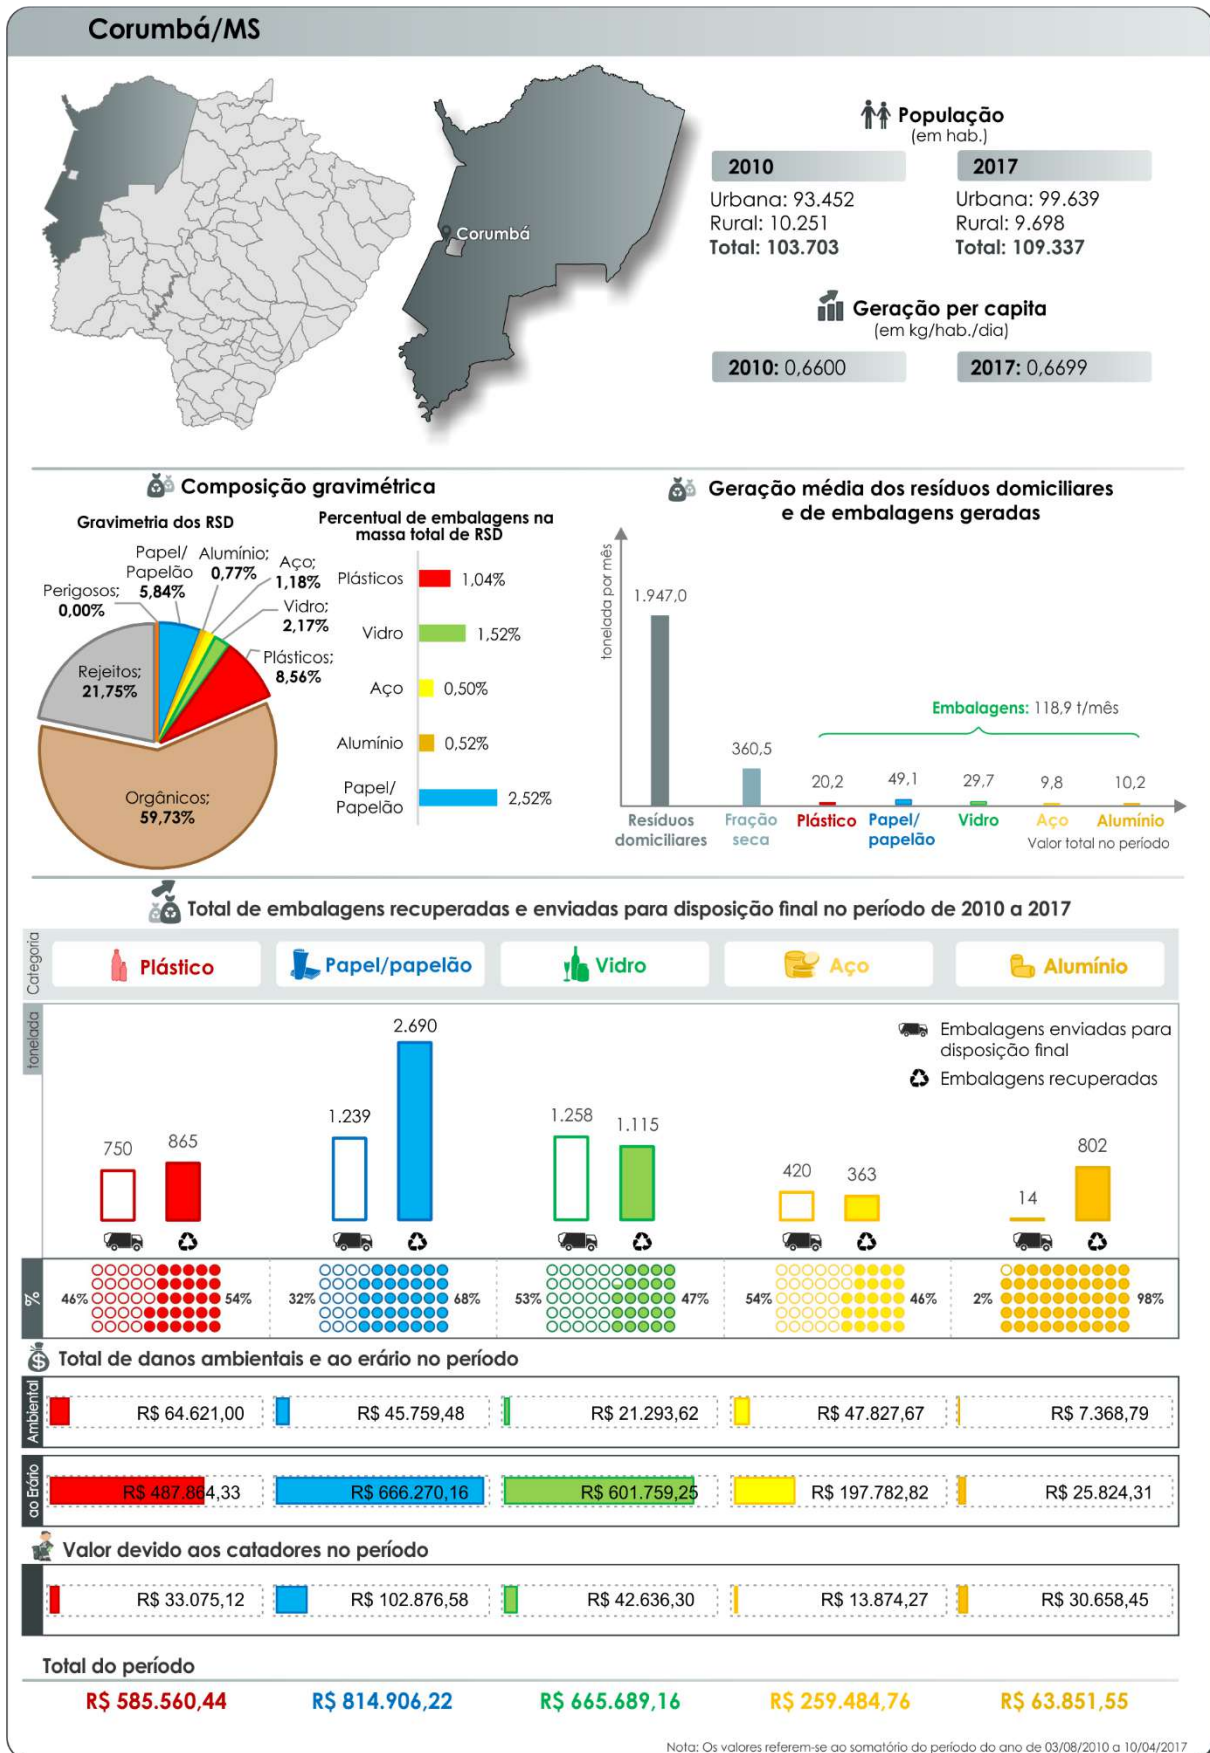 Corumbá/MS
Corumbá
População
(em hab.)
2010
2017
Urbana: 93.452
Rural: 10.251
Total: 103.703
Urbana: 99.639
Rural: 9.698
Total: 109.337
Geração per capita
(em kg/hab./dia)
2010: 0,6600
2017: 0,6699
Composição gravimétrica
Gravimetria dos RSD
Perigosos;
0,00%
Papel/
Papelão
5,84%
Alumínio;
0,77%
Aço;
1,18%
Vidro;
2,17%
Plásticos;
8,56%
Rejeitos;
21,75%
Orgânicos;
59,73%
Percentual de embalagens na
massa total de RSD
Plásticos 1,04%
Vidro 1,52%
Aço 0,50%
Alumínio 0,52%
Papel/
Papelão 2,52%
Geração média dos resíduos domiciliares
e de embalagens geradas
tonelada por mês
1.947,0
360,5
Embalagens: 118,9 t/mês
20,2
49,1
29,7
9,8
10,2
Resíduos
domiciliares
Fração
seca
Plástico
Papel/
papelão
Vidro
Aço
Alumínio
Valor total no período
Total de embalagens recuperadas e enviadas para disposição final no período de 2010 a 2017
Categoria
Plástico
Papel/papelão
Vidro
Aço
Alumínio
tonelada
Embalagens enviadas para
disposição final
Embalagens recuperadas
750
865
1.239
2.690
1.258
1.115
420
363
14
802
%
46%
54%
32%
68%
53%
47%
54%
46%
2%
98%
Total de danos ambientais e ao erário no período
Ambiental
R$ 64.621,00
R$ 45.759,48
R$ 21.293,62
R$ 47.827,67
R$ 7.368,79
ao Erário
R$ 487.864,33
R$ 666.270,16
R$ 601.759,25
R$ 197.782,82
R$ 25.824,31
Valor devido aos catadores no período
R$ 33.075,12
R$ 102.876,58
R$ 42.636,30
R$ 13.874,27
R$ 30.658,45
Total do período
R$ 585.560,44
R$ 814.906,22
R$ 665.689,16
R$ 259.484,76
R$ 63.851,55
Nota: Os valores referem-se ao somatório do período do ano de 03/08/2010 a 10/04/2017